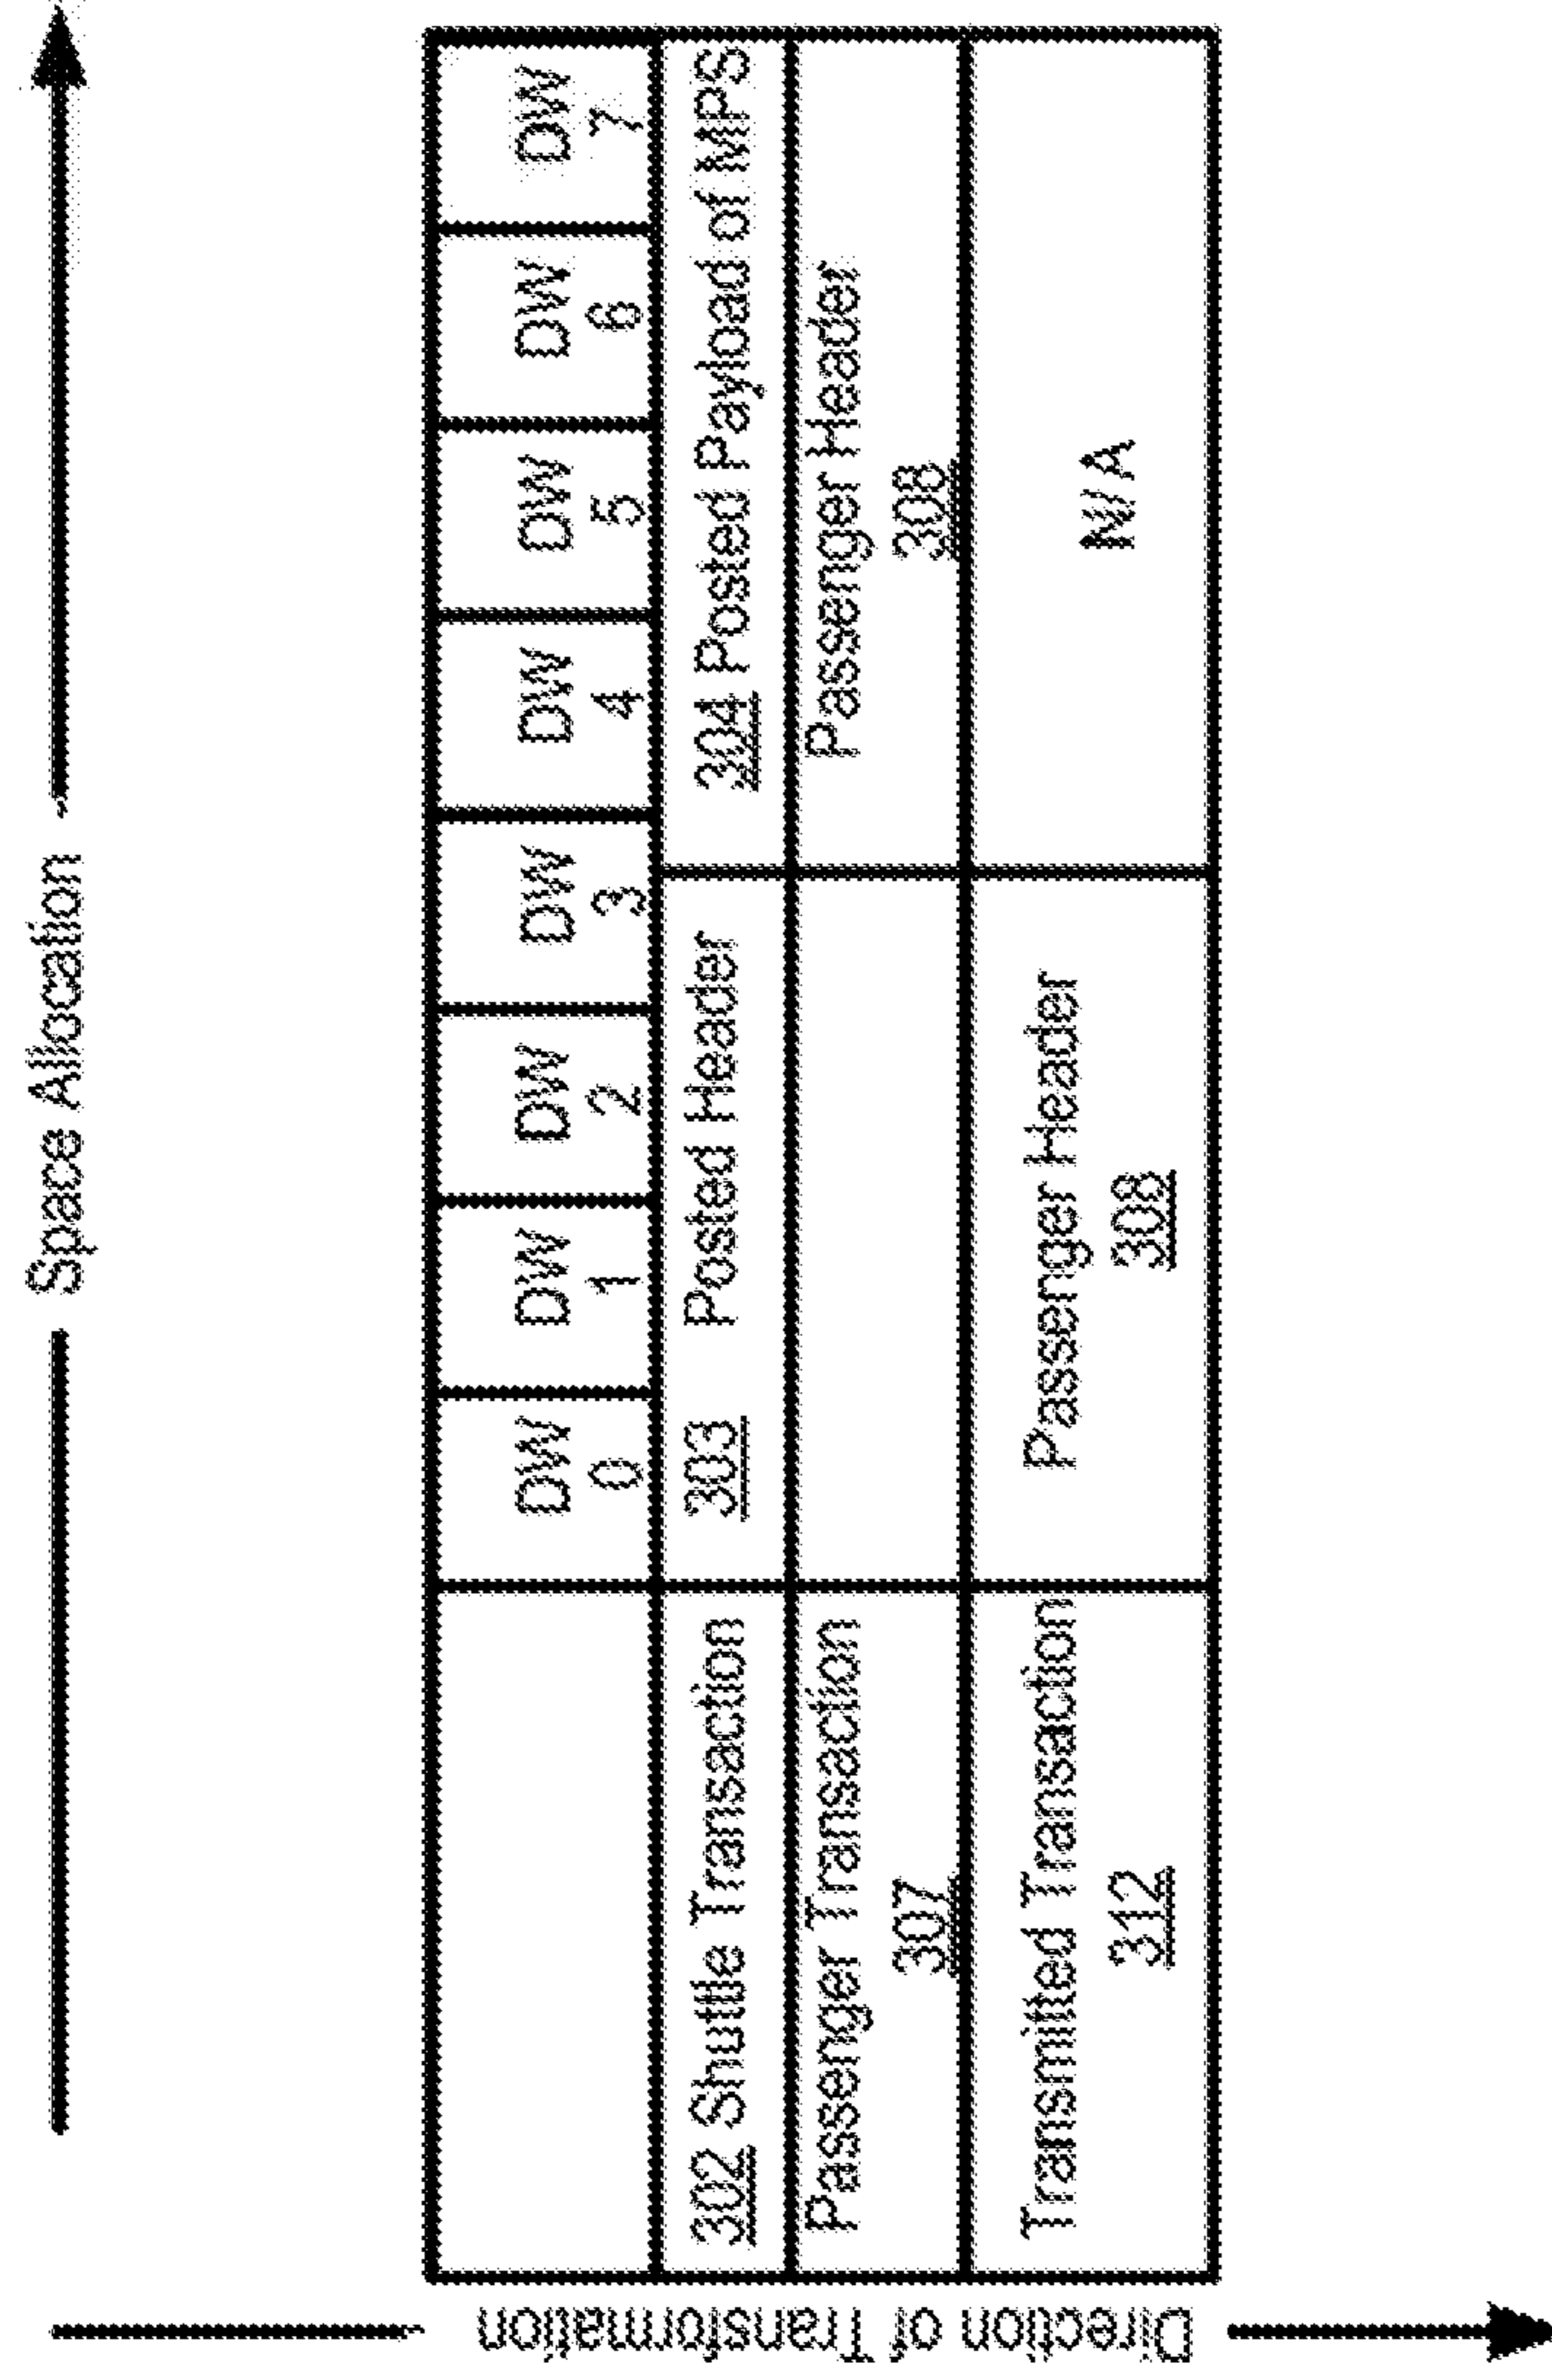 Space Allocation
Direction of Transformation
DW
0
DW
1
DW
2
DW
3
DW
4
DW
5
DW
6
DW
7
302 Shuttle Transaction
303 Posted Header
304 Posted Payload of MPS
Passenger Transaction
307
Passenger Header
308
Transmitted Transaction
312
Passenger Header
308
N/A